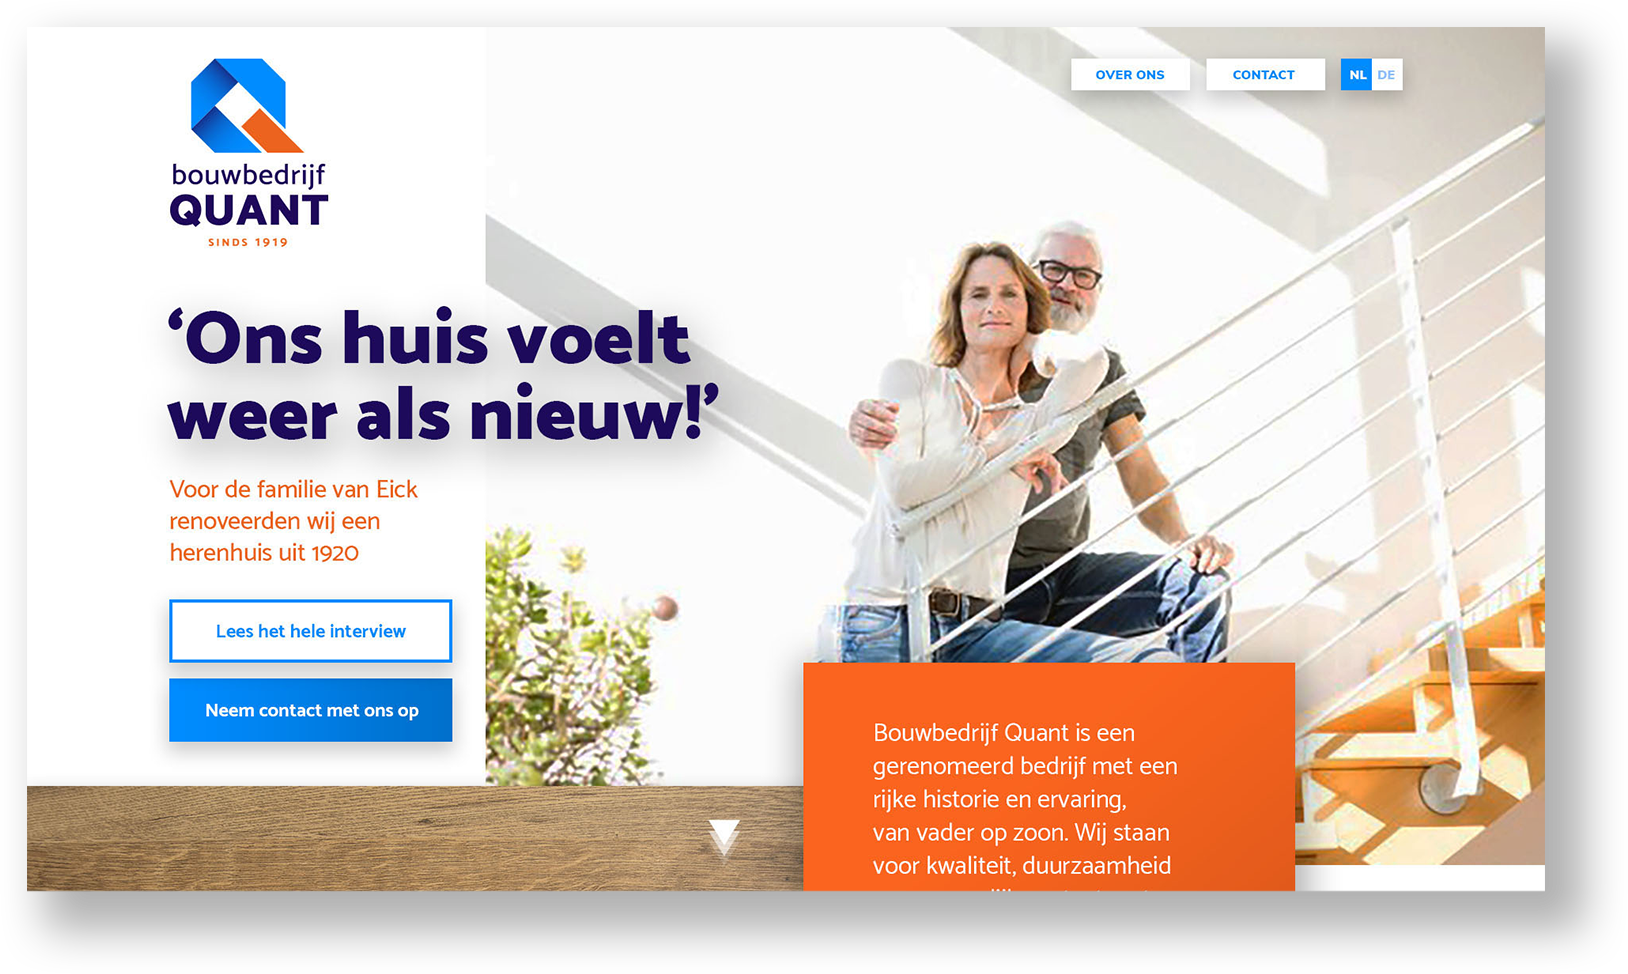 OVER ONS
CONTACT
NL DE
bouwbedrijf
QUANT
SINDS 1919
‘Ons huis voelt
weer als nieuw!’
Voor de familie van Eick
renoveerden wij een
herenhuis uit 1920
Lees het hele interview
Neem contact met ons op
Bouwbedrijf Quant is een
gerenomeerd bedrijf met een
rijke historie en ervaring,
van vader op zoon. Wij staan
voor kwaliteit, duurzaamheid